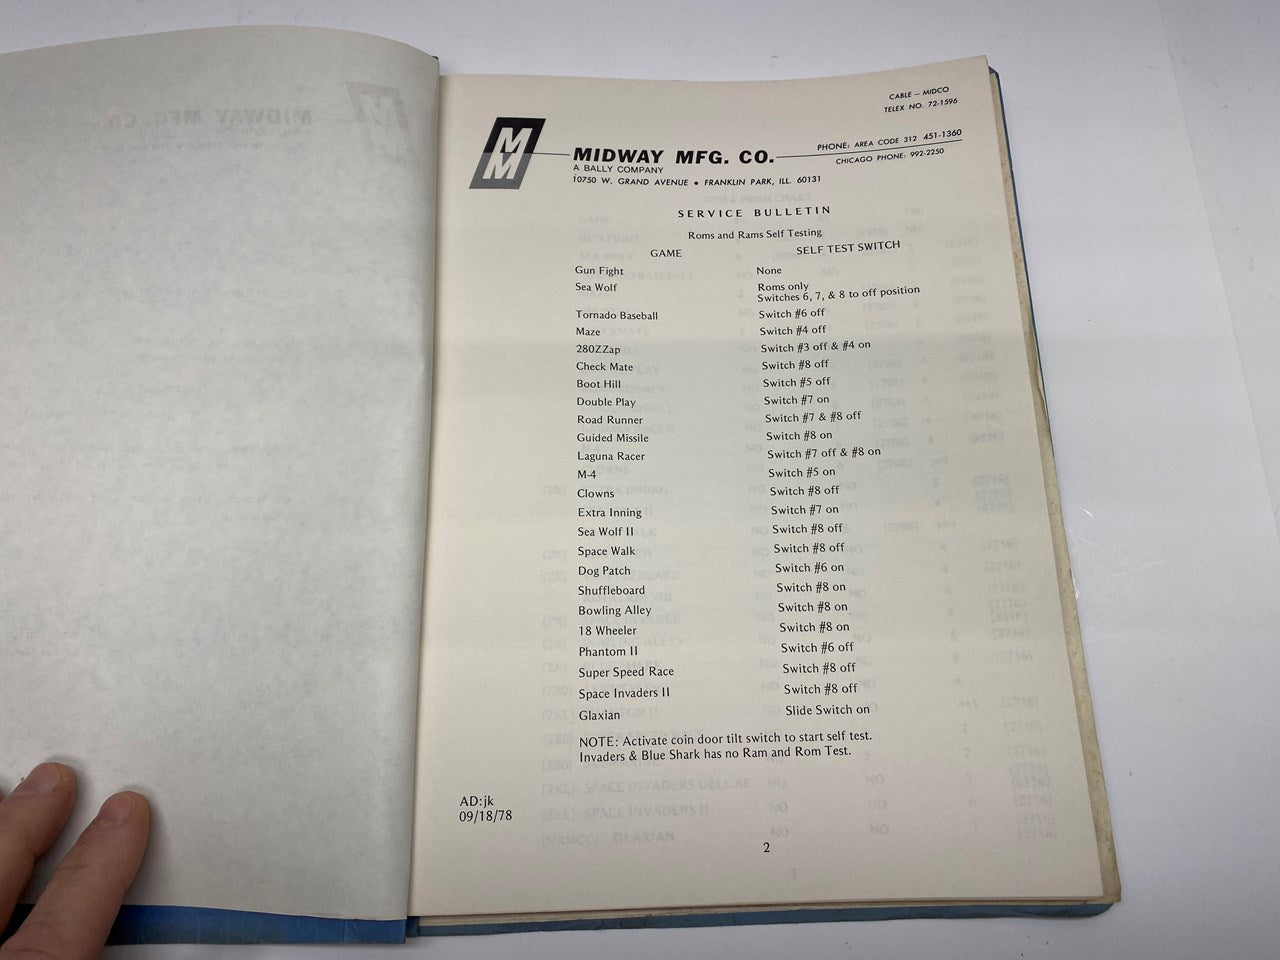 CABLE — MIDCO
TELEX NO. 72-1596
MM
MIDWAY MFG. CO.
PHONE: AREA CODE 312 451-1360
CHICAGO PHONE: 992-2250
A BALLY COMPANY
10750 W. GRAND AVENUE • FRANKLIN PARK, ILL. 60131
SERVICE BULLETIN
Roms and Rams Self Testing
GAME SELF TEST SWITCH
Gun Fight None
Sea Wolf Roms only
Switches 6, 7, & 8 to off position
Tornado Baseball Switch #6 off
Maze Switch #4 off
280ZZap Switch #3 off & #4 on
Check Mate Switch #8 off
Boot Hill Switch #5 off
Double Play Switch #7 on
Road Runner Switch #7 & #8 off
Guided Missile Switch #8 on
Laguna Racer Switch #7 off & #8 on
M-4 Switch #5 on
Clowns Switch #8 off
Extra Inning Switch #7 on
Sea Wolf II Switch #8 off
Space Walk Switch #8 off
Dog Patch Switch #6 on
Shuffleboard Switch #8 on
Bowling Alley Switch #8 on
18 Wheeler Switch #8 on
Phantom II Switch #6 off
Super Speed Race Switch #8 off
Space Invaders II Switch #8 off
Glaxian Slide Switch on
NOTE: Activate coin door tilt switch to start self test.
Invaders & Blue Shark has no Ram and Rom Test.
AD:jk
09/18/78
2